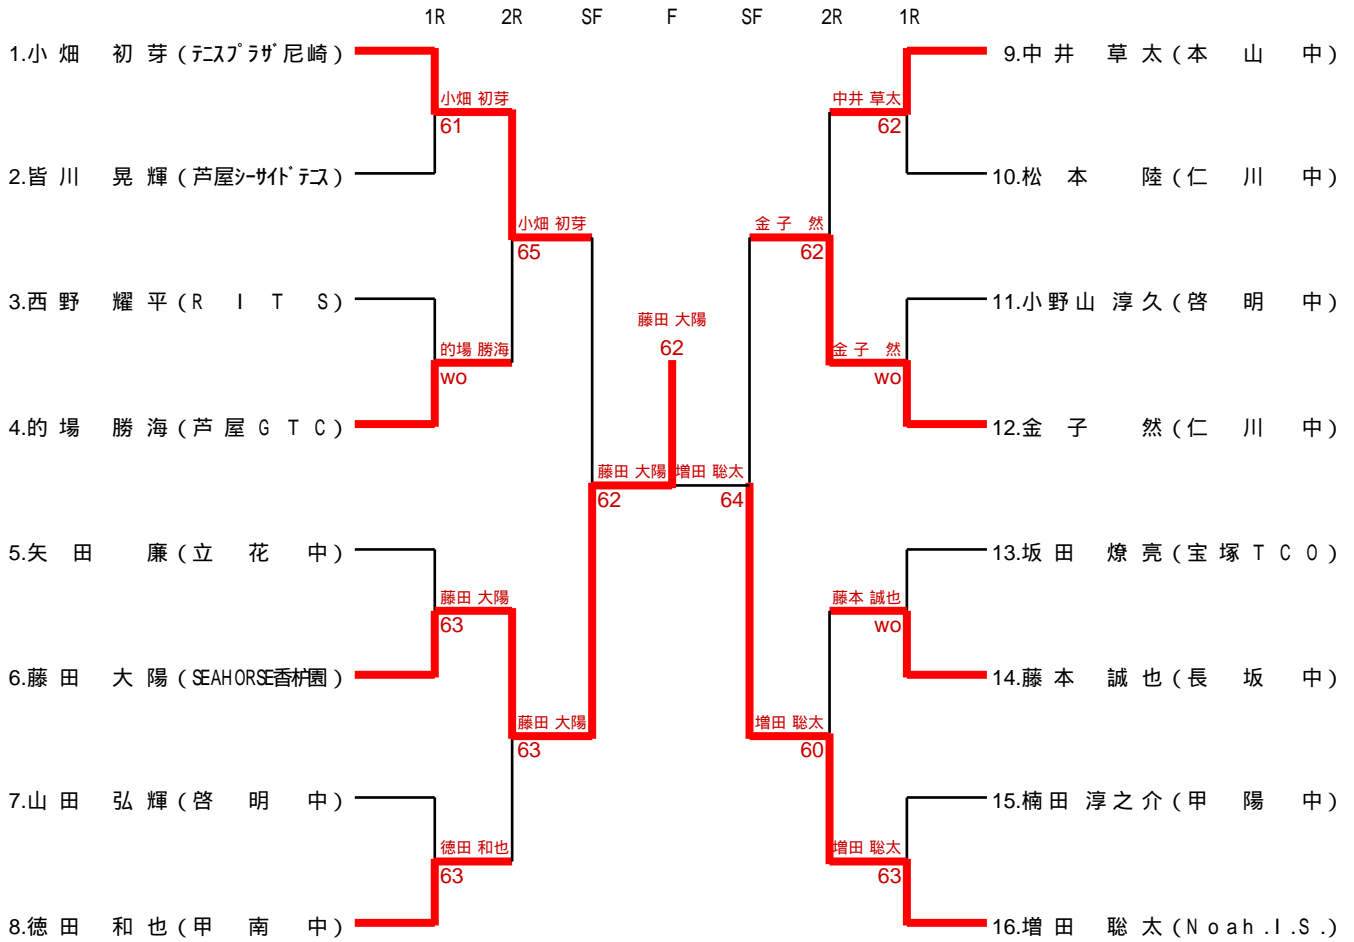 1R 2R SF F SF 2R 1R
1.小畑 初芽(テニスプラザ尼崎)
9.中井 草太(本山中)
小畑 初芽
61
中井 草太
62
2.皆川 晃輝(芦屋シーサイドテニス)
10.松本 陸(仁川中)
小畑 初芽
65
金子 然
62
3.西野 耀平(RITS)
11.小野山 淳久(啓明中)
藤田 大陽
62
的場 勝海
wo
金子 然
wo
4.的場 勝海(芦屋GTC)
12.金子 然(仁川中)
藤田 大陽
62
増田 聡太
64
5.矢田 廉(立花中)
13.坂田 燎亮(宝塚TCO)
藤田 大陽
63
藤本 誠也
wo
6.藤田 大陽(SEAHORSE香枦園)
14.藤本 誠也(長坂中)
藤田 大陽
63
増田 聡太
60
7.山田 弘輝(啓明中)
15.楠田 淳之介(甲陽中)
徳田 和也
63
増田 聡太
63
8.徳田 和也(甲南中)
16.増田 聡太(Noah.I.S.)